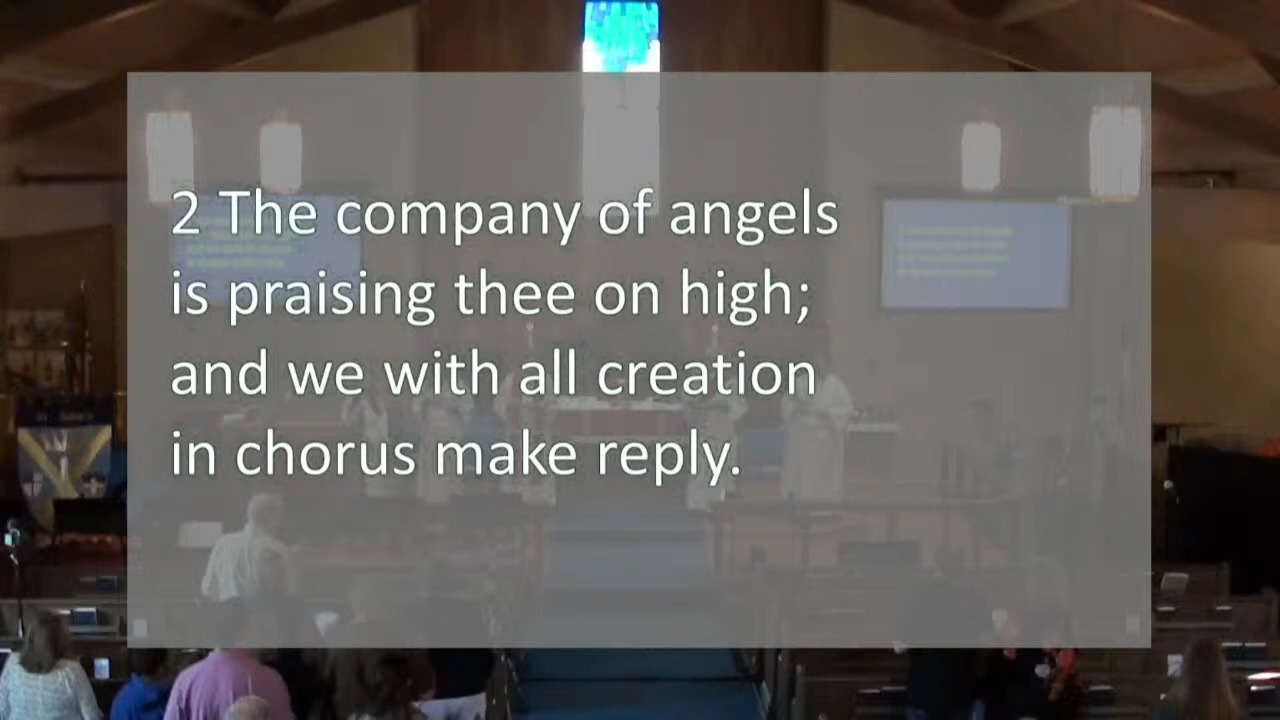 2 The company of angels
is praising thee on high;
and we with all creation
in chorus make reply.